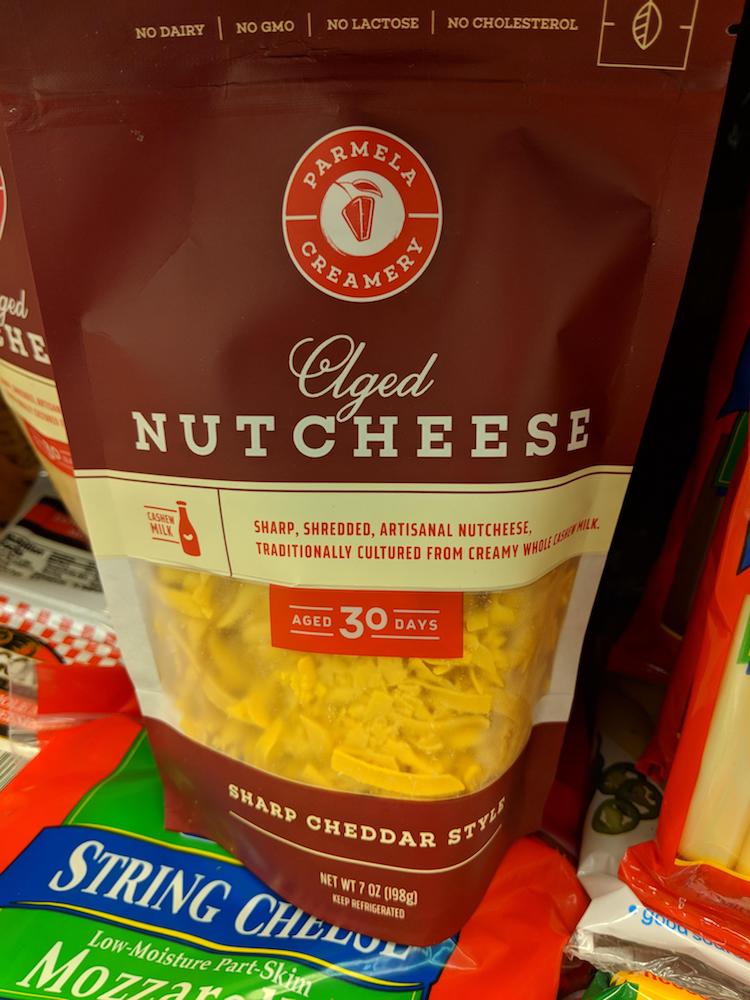 NO DAIRY | NO GMO | NO LACTOSE | NO CHOLESTEROL
PARMELA
CREAMERY
Aged
NUTCHEESE
CASHEW
MILK
SHARP, SHREDDED, ARTISANAL NUTCHEESE,
TRADITIONALLY CULTURED FROM CREAMY WHOLE CASHEW MILK.
AGED 30 DAYS
SHARP CHEDDAR STYLE
NET WT 7 OZ (198g)
KEEP REFRIGERATED
STRING CHEESE
Low-Moisture Part-Skim